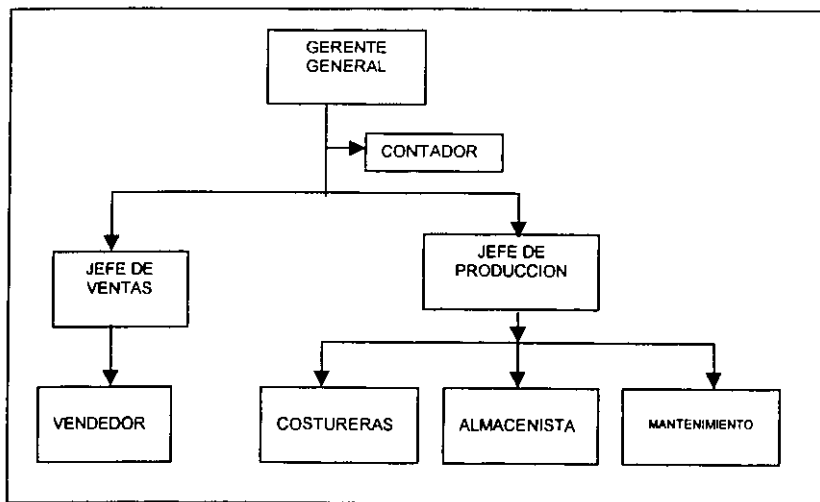 GERENTE
GENERAL
CONTADOR
JEFE DE
VENTAS
JEFE DE
PRODUCCION
VENDEDOR
COSTURERAS
ALMACENISTA
MANTENIMIENTO